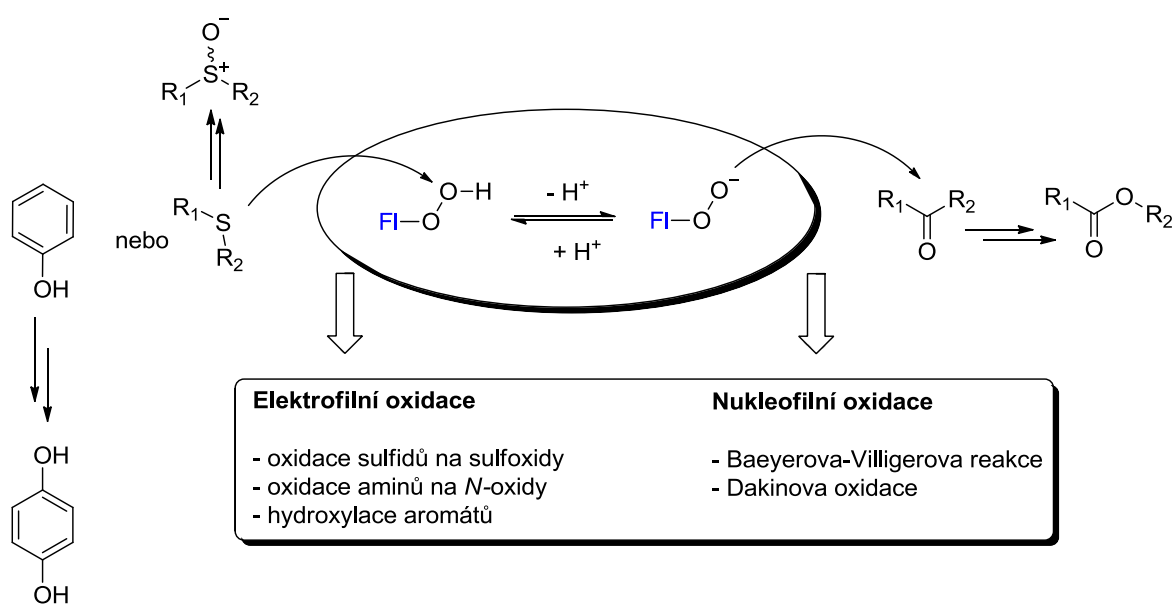 O⁻
S⁺
R₁ R₂
R₁
S
R₂
nebo
OH
OH
OH
O-H
Fl-O
- H⁺
+ H⁺
O⁻
Fl-O
R₁ R₂
O
R₁ O R₂
O
Elektrofilní oxidace
- oxidace sulfidů na sulfoxidy
- oxidace aminů na N-oxidy
- hydroxylace aromátů
Nukleofilní oxidace
- Baeyerova-Villigerova reakce
- Dakinova oxidace